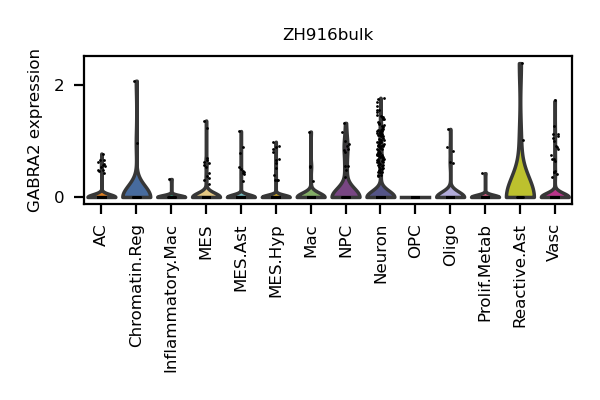 ZH916bulk
GABRA2 expression
2
0
AC
Chromatin.Reg
Inflammatory.Mac
MES
MES.Ast
MES.Hyp
Mac
NPC
Neuron
OPC
Oligo
Prolif.Metab
Reactive.Ast
Vasc